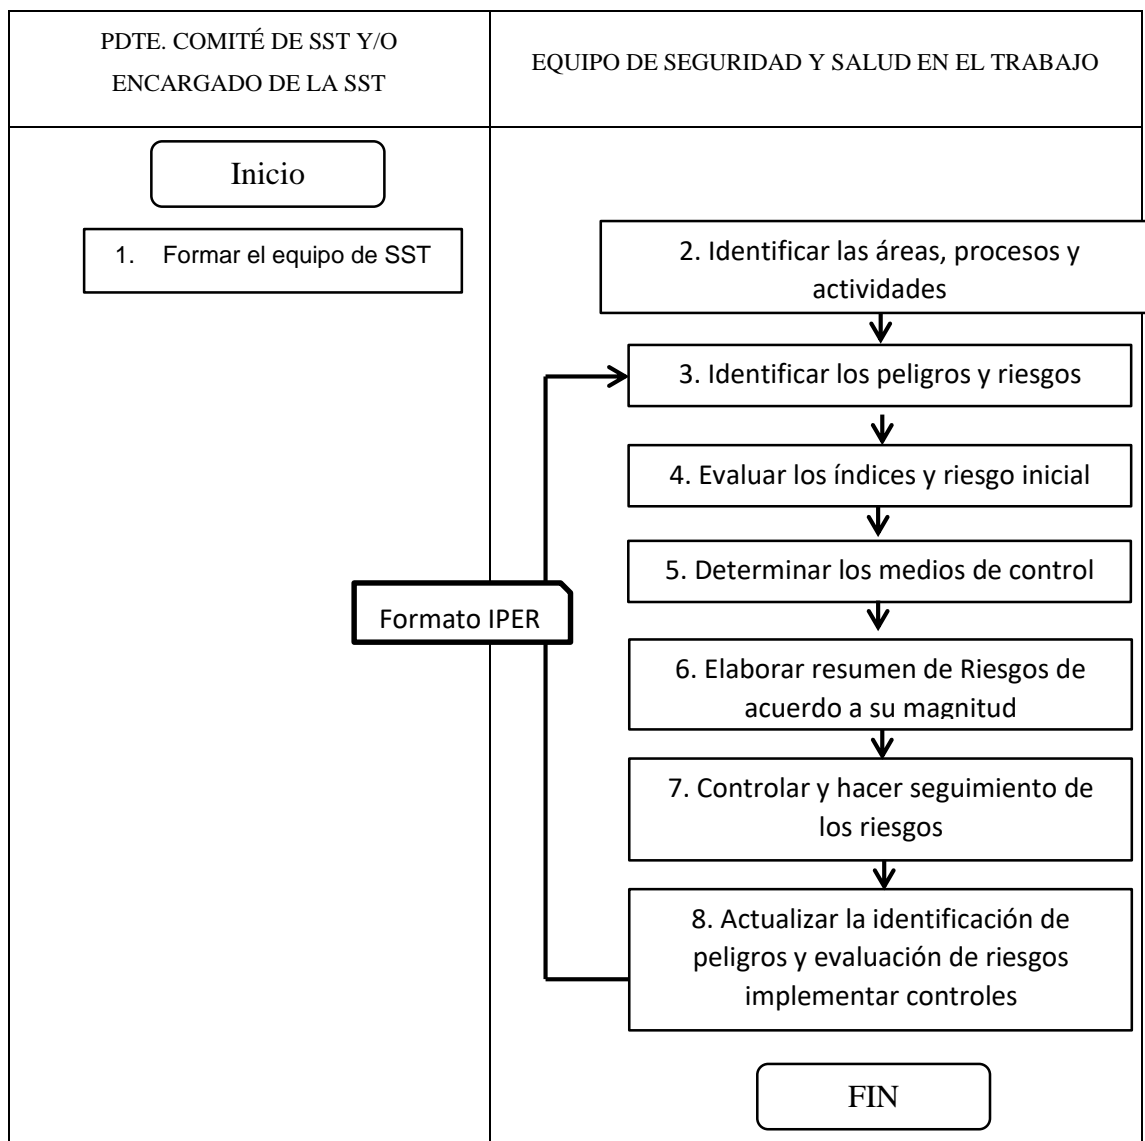 PDTE. COMITÉ DE SST Y/O
ENCARGADO DE LA SST
EQUIPO DE SEGURIDAD Y SALUD EN EL TRABAJO
Inicio
1. Formar el equipo de SST
2. Identificar las áreas, procesos y
actividades
3. Identificar los peligros y riesgos
4. Evaluar los índices y riesgo inicial
5. Determinar los medios de control
Formato IPER
6. Elaborar resumen de Riesgos de
acuerdo a su magnitud
7. Controlar y hacer seguimiento de
los riesgos
8. Actualizar la identificación de
peligros y evaluación de riesgos
implementar controles
FIN